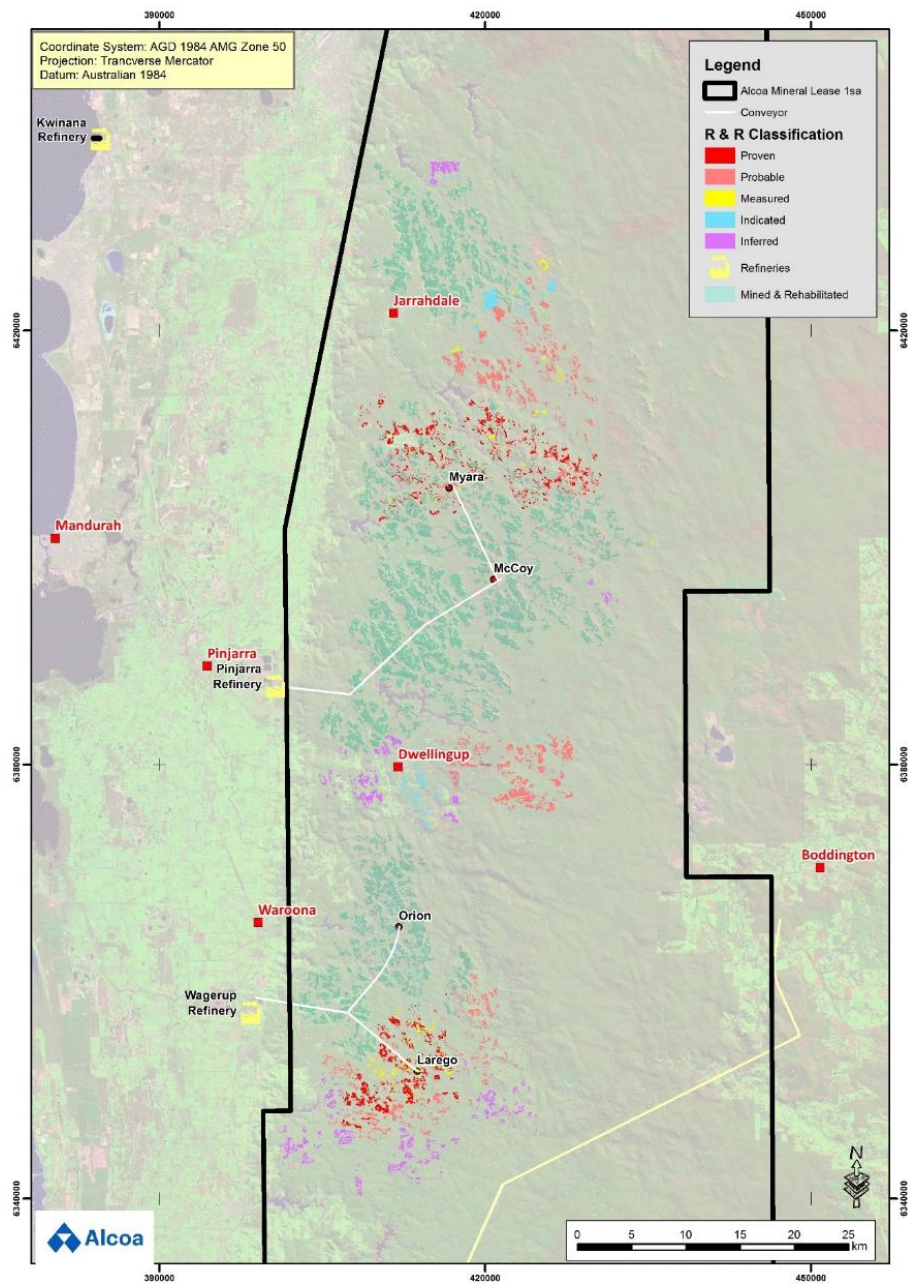 390000
420000
450000
Coordinate System: AGD 1984 AMG Zone 50
Projection: Trancverse Mercator
Datum: Australian 1984
Legend
Alcoa Mineral Lease 1sa
Conveyor
R & R Classification
Proven
Probable
Measured
Indicated
Inferred
Refineries
Mined & Rehabilitated
Kwinana
Refinery
Jarrahdale
6420000
6420000
Myara
Mandurah
McCoy
Pinjarra
Pinjarra
Refinery
Dwellingup
6380000
6380000
Boddington
Orion
Waroona
Wagerup
Refinery
Larego
N
6340000
6340000
Alcoa
0 5 10 15 20 25
km
390000
420000
450000